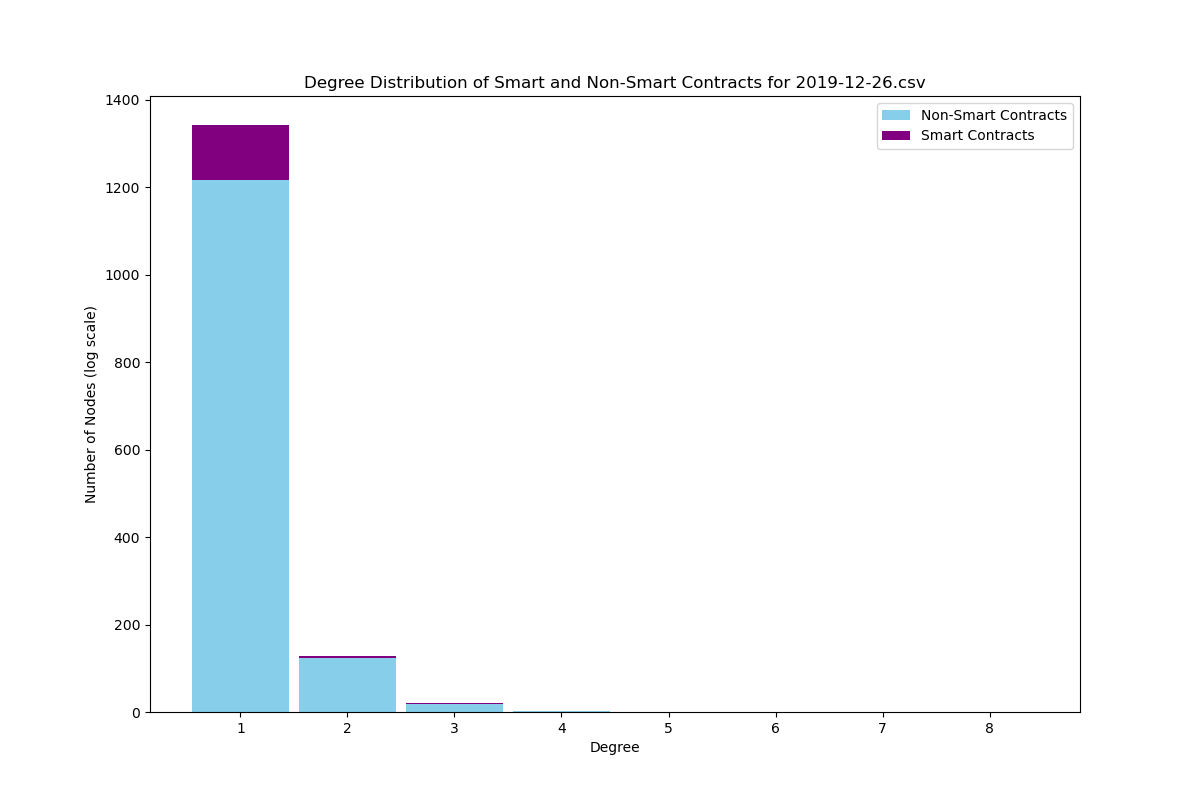 Degree Distribution of Smart and Non-Smart Contracts for 2019-12-26.csv
Non-Smart Contracts
Smart Contracts
Number of Nodes (log scale)
1400
1200
1000
800
600
400
200
0
1 2 3 4 5 6 7 8
Degree